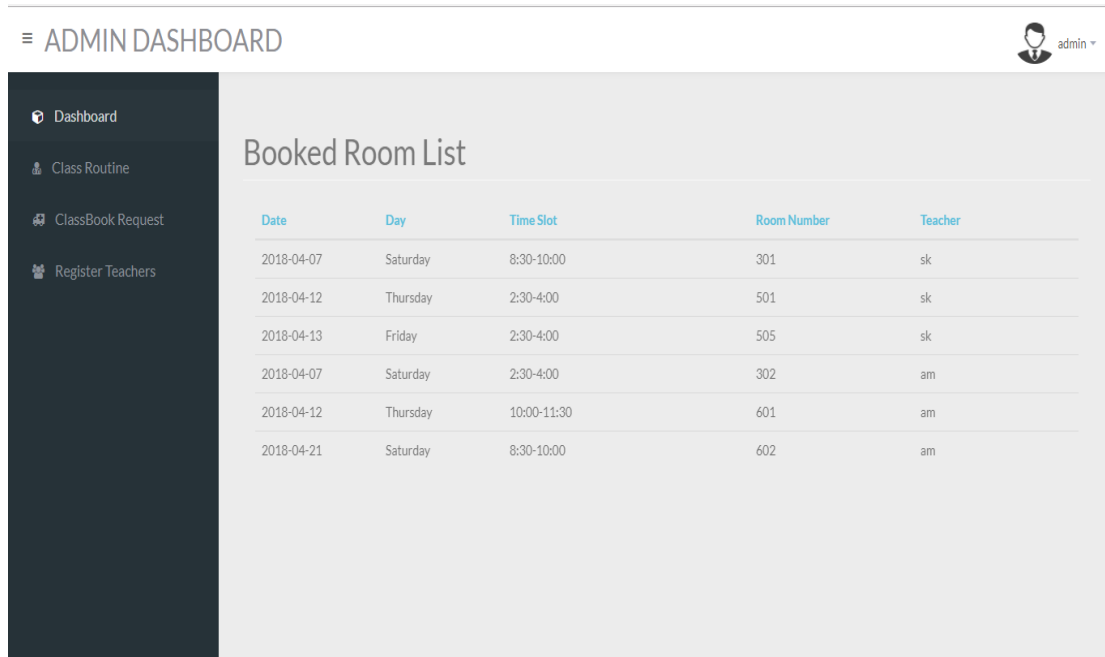 ≡ ADMIN DASHBOARD
admin
Dashboard
Class Routine
ClassBook Request
Register Teachers
Booked Room List
Date Day Time Slot Room Number Teacher
2018-04-07 Saturday 8:30-10:00 301 sk
2018-04-12 Thursday 2:30-4:00 501 sk
2018-04-13 Friday 2:30-4:00 505 sk
2018-04-07 Saturday 2:30-4:00 302 am
2018-04-12 Thursday 10:00-11:30 601 am
2018-04-21 Saturday 8:30-10:00 602 am